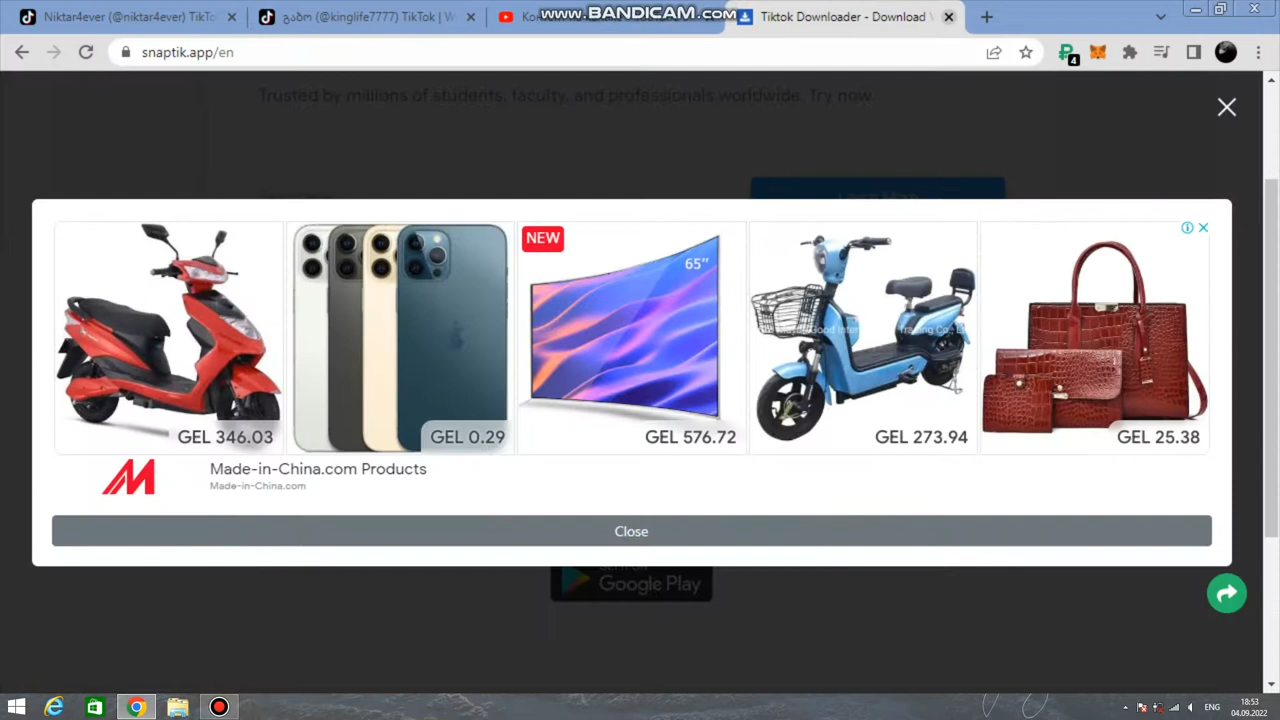 www.BANDICAM.com
Niktar4ever (@niktar4ever) TikTo
გაბო (@kinglife7777) TikTok | W
Tiktok Downloader - Download
snaptik.app/en
4
Trusted by millions of students, faculty, and professionals worldwide. Try now.
NEW
65”
GEL 346.03
GEL 0.29
GEL 576.72
GEL 273.94
GEL 25.38
Made-in-China.com Products
Made-in-China.com
Close
Google Play
ENG
18:53
04.09.2022